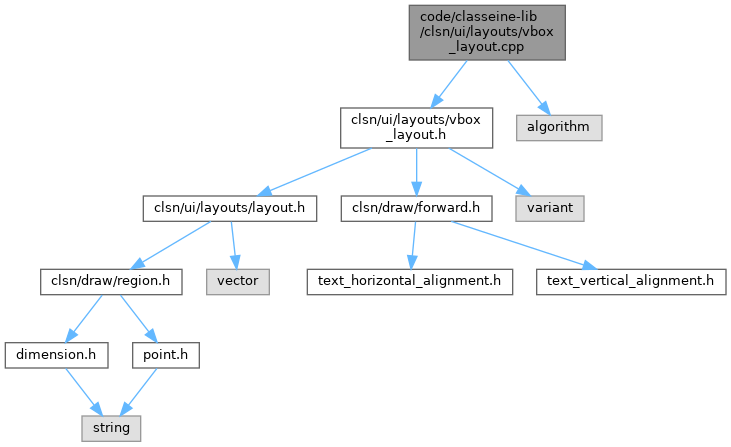 code/classeine-lib
/clsn/ui/layouts/vbox
_layout.cpp
clsn/ui/layouts/vbox
_layout.h
algorithm
clsn/ui/layouts/layout.h
clsn/draw/forward.h
variant
clsn/draw/region.h
vector
text_horizontal_alignment.h
text_vertical_alignment.h
dimension.h
point.h
string